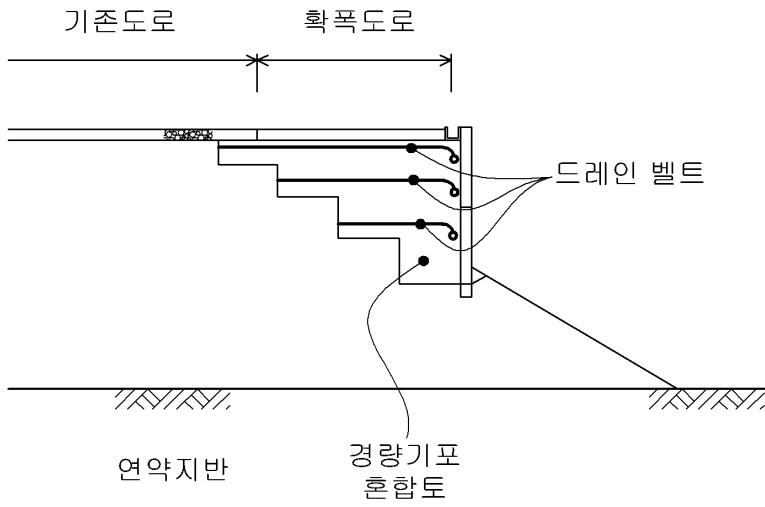 기존도로
확폭도로
드레인 벨트
연약지반
경량기포
혼합토